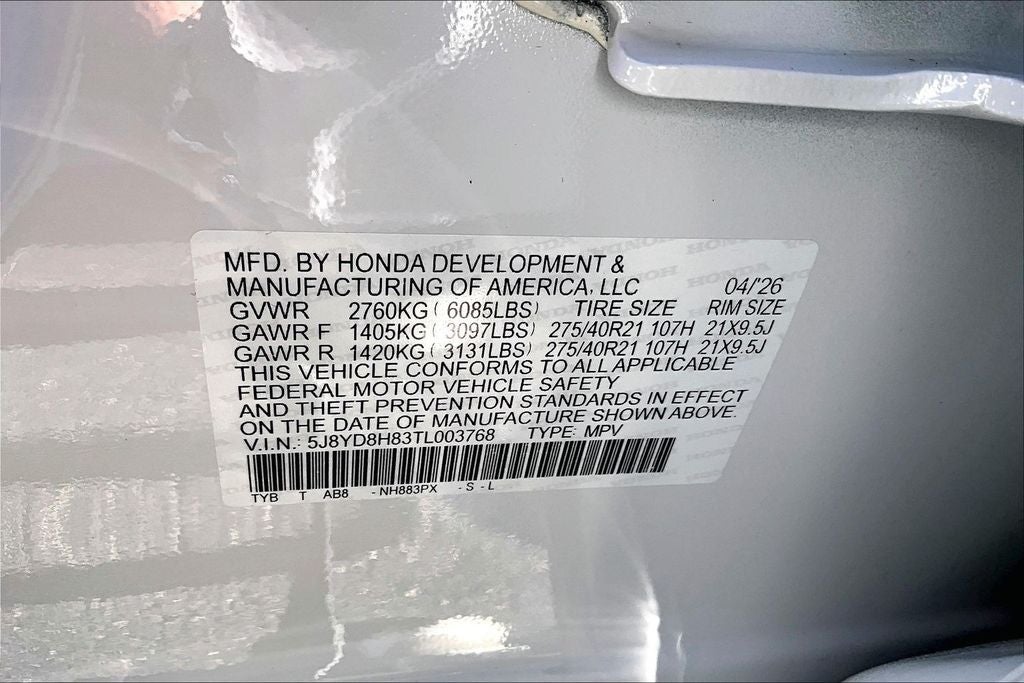 MFD. BY HONDA DEVELOPMENT &
MANUFACTURING OF AMERICA, LLC 04/26
GVWR 2760KG ( 6085LBS) TIRE SIZE RIM SIZE
GAWR F 1405KG ( 3097LBS) 275/40R21 107H 21X9.5J
GAWR R 1420KG ( 3131LBS) 275/40R21 107H 21X9.5J
THIS VEHICLE CONFORMS TO ALL APPLICABLE
FEDERAL MOTOR VEHICLE SAFETY
AND THEFT PREVENTION STANDARDS IN EFFECT
ON THE DATE OF MANUFACTURE SHOWN ABOVE.
V.I.N.: 5J8YD8H83TL003768 TYPE: MPV
TYB T AB8 - NH883PX - S - L